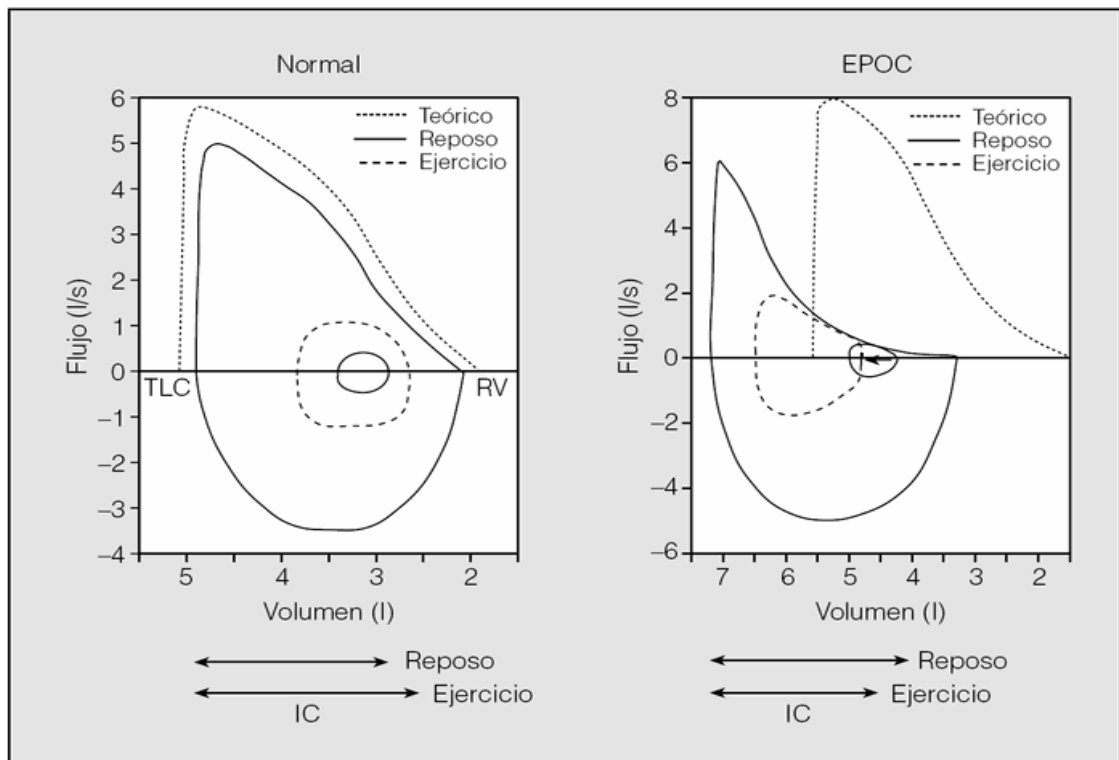 Normal
6
5
4
3
2
1
0
–1
–2
–3
–4
Flujo (l/s)
Teórico
Reposo
Ejercicio
TLC
RV
5 4 3 2
Volumen (l)
Reposo
Ejercicio
IC
EPOC
8
6
4
2
0
–2
–4
–6
Flujo (l/s)
Teórico
Reposo
Ejercicio
7 6 5 4 3 2
Volumen (l)
Reposo
Ejercicio
IC